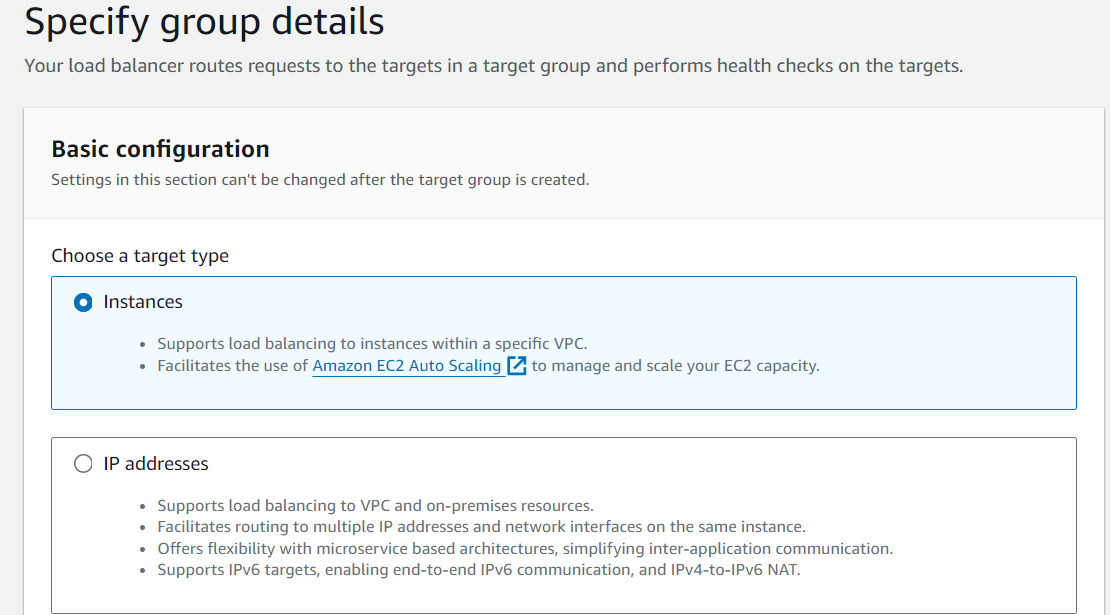 Specify group details
Your load balancer routes requests to the targets in a target group and performs health checks on the targets.
Basic configuration
Settings in this section can't be changed after the target group is created.
Choose a target type
Instances
• Supports load balancing to instances within a specific VPC.
• Facilitates the use of Amazon EC2 Auto Scaling to manage and scale your EC2 capacity.
IP addresses
• Supports load balancing to VPC and on-premises resources.
• Facilitates routing to multiple IP addresses and network interfaces on the same instance.
• Offers flexibility with microservice based architectures, simplifying inter-application communication.
• Supports IPv6 targets, enabling end-to-end IPv6 communication, and IPv4-to-IPv6 NAT.